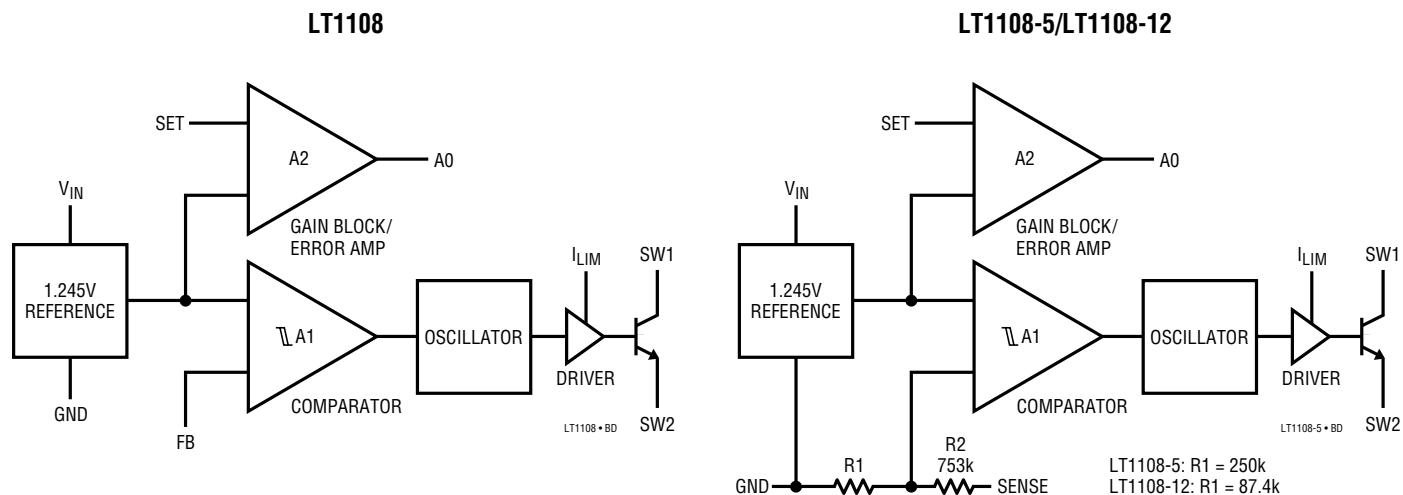 LT1108
SET
A2
A0
V_IN
GAIN BLOCK/
ERROR AMP
1.245V
REFERENCE
A1
OSCILLATOR
I_LIM
SW1
DRIVER
COMPARATOR
GND
FB
LT1108 • BD
SW2
LT1108-5/LT1108-12
SET
A2
A0
V_IN
GAIN BLOCK/
ERROR AMP
1.245V
REFERENCE
A1
OSCILLATOR
I_LIM
SW1
DRIVER
COMPARATOR
LT1108-5 • BD
SW2
GND
R1
R2
753k
SENSE
LT1108-5: R1 = 250k
LT1108-12: R1 = 87.4k